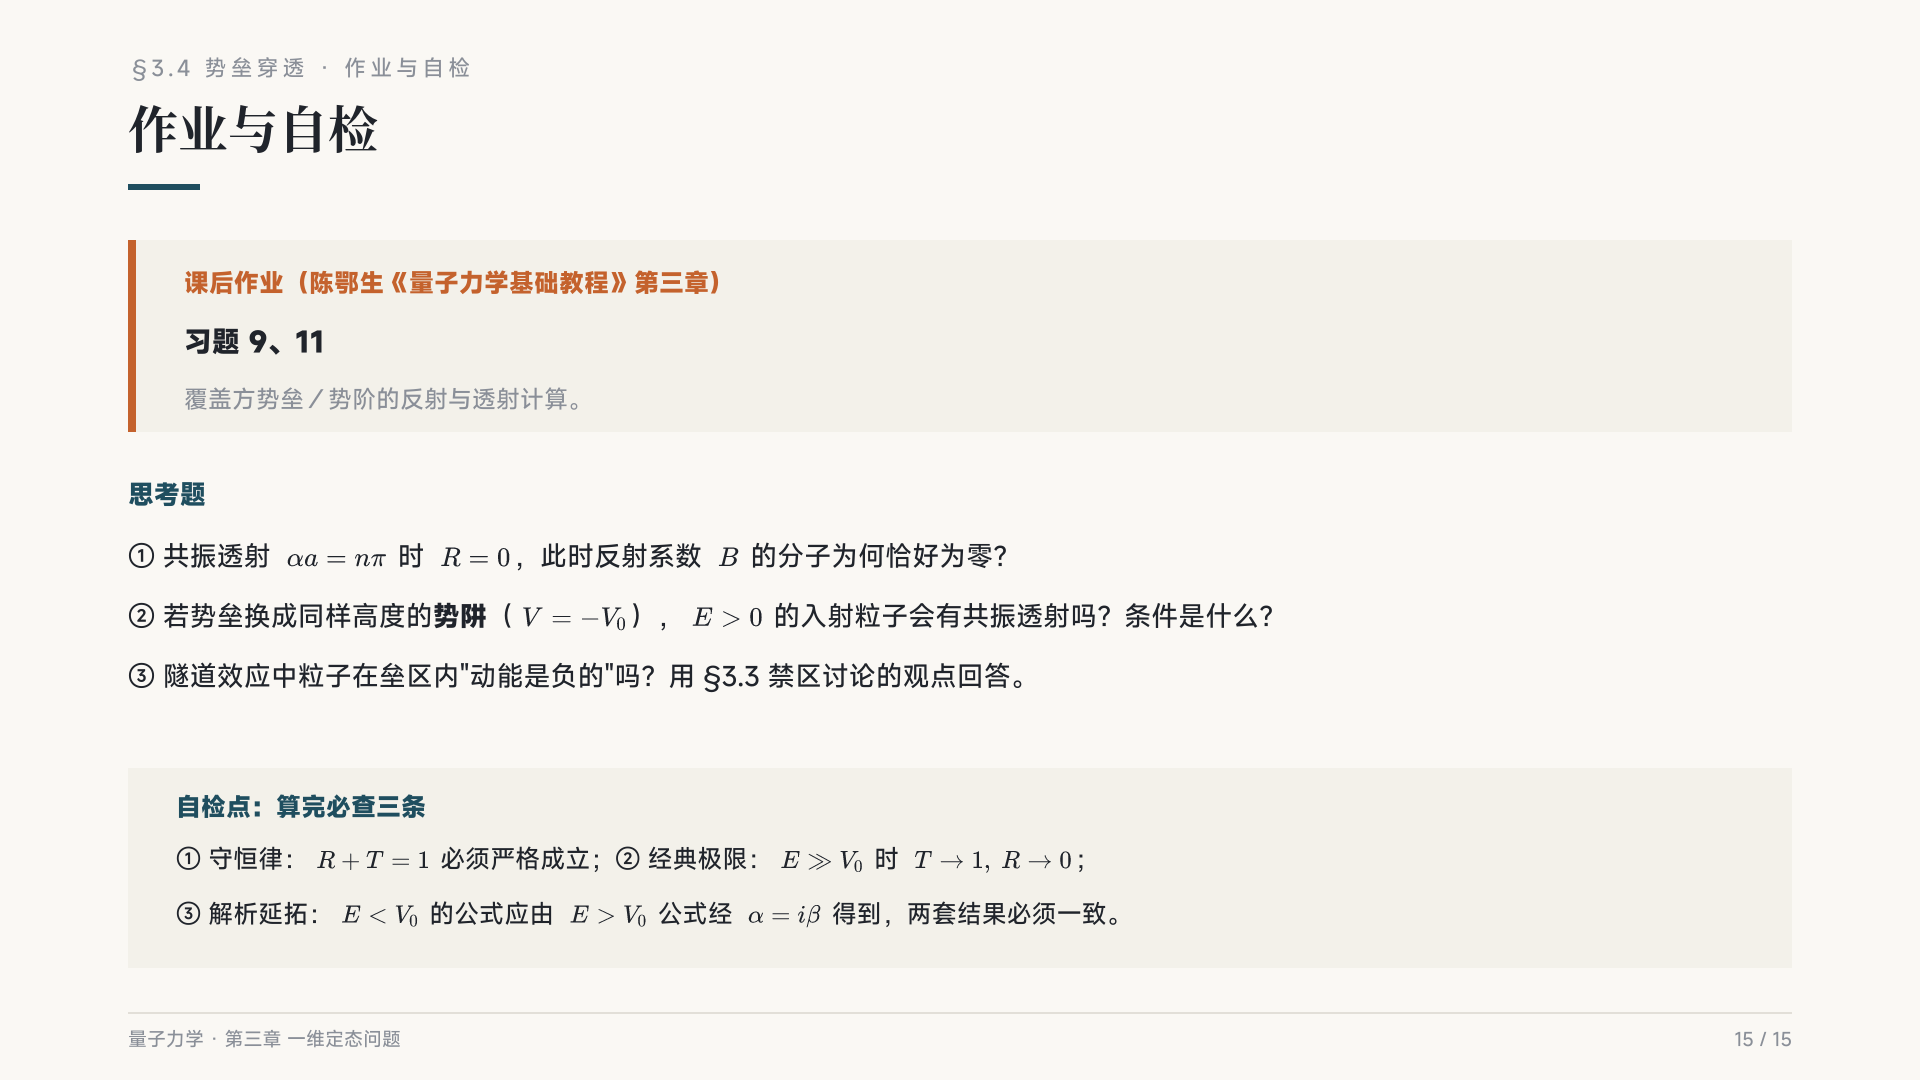 §3.4 势垒穿透 · 作业与自检
作业与自检
课后作业（陈鄂生《量子力学基础教程》第三章）
习题 9、11
覆盖方势垒／势阶的反射与透射计算。
思考题
① 共振透射 αa = nπ 时 R = 0，此时反射系数 B 的分子为何恰好为零？
② 若势垒换成同样高度的势阱（ V = −V₀），E > 0 的入射粒子会有共振透射吗？条件是什么？
③ 隧道效应中粒子在垒区内"动能是负的"吗？用 §3.3 禁区讨论的观点回答。
自检点：算完必查三条
① 守恒律： R + T = 1 必须严格成立；② 经典极限： E ≫ V₀ 时 T → 1, R → 0；
③ 解析延拓： E < V₀ 的公式应由 E > V₀ 公式经 α = iβ 得到，两套结果必须一致。
量子力学 · 第三章 一维定态问题
15 / 15